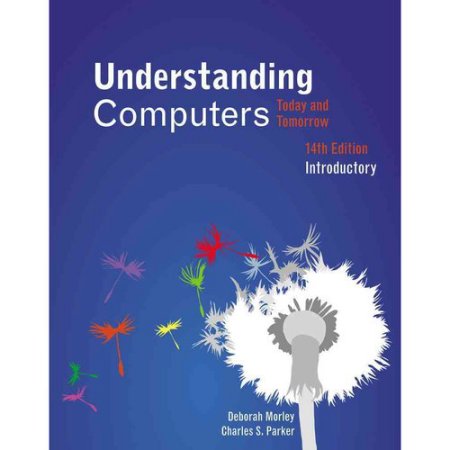 Understanding
Computers
Today and
Tomorrow
14th Edition
Introductory
Deborah Morley
Charles S. Parker